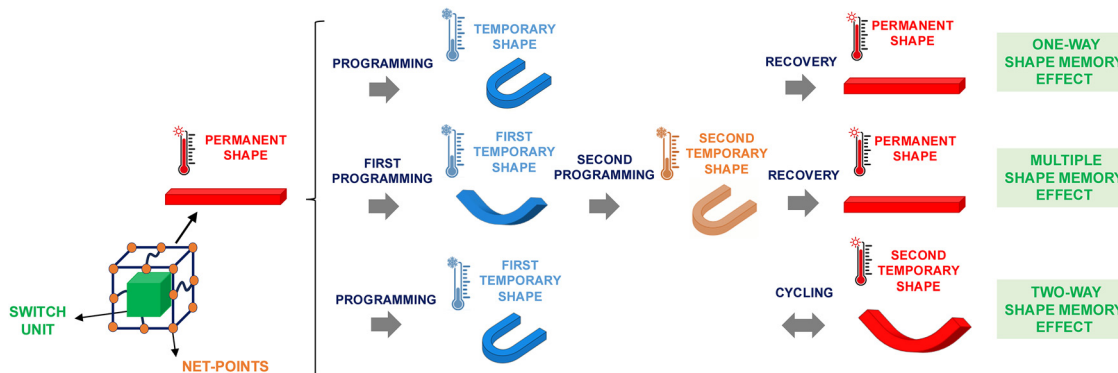 PERMANENT
SHAPE
SWITCH
UNIT
NET-POINTS
PROGRAMMING
TEMPORARY
SHAPE
RECOVERY
PERMANENT
SHAPE
ONE-WAY
SHAPE MEMORY
EFFECT
FIRST
PROGRAMMING
FIRST
TEMPORARY
SHAPE
SECOND
PROGRAMMING
SECOND
TEMPORARY
SHAPE
RECOVERY
PERMANENT
SHAPE
MULTIPLE
SHAPE MEMORY
EFFECT
PROGRAMMING
FIRST
TEMPORARY
SHAPE
CYCLING
SECOND
TEMPORARY
SHAPE
TWO-WAY
SHAPE MEMORY
EFFECT